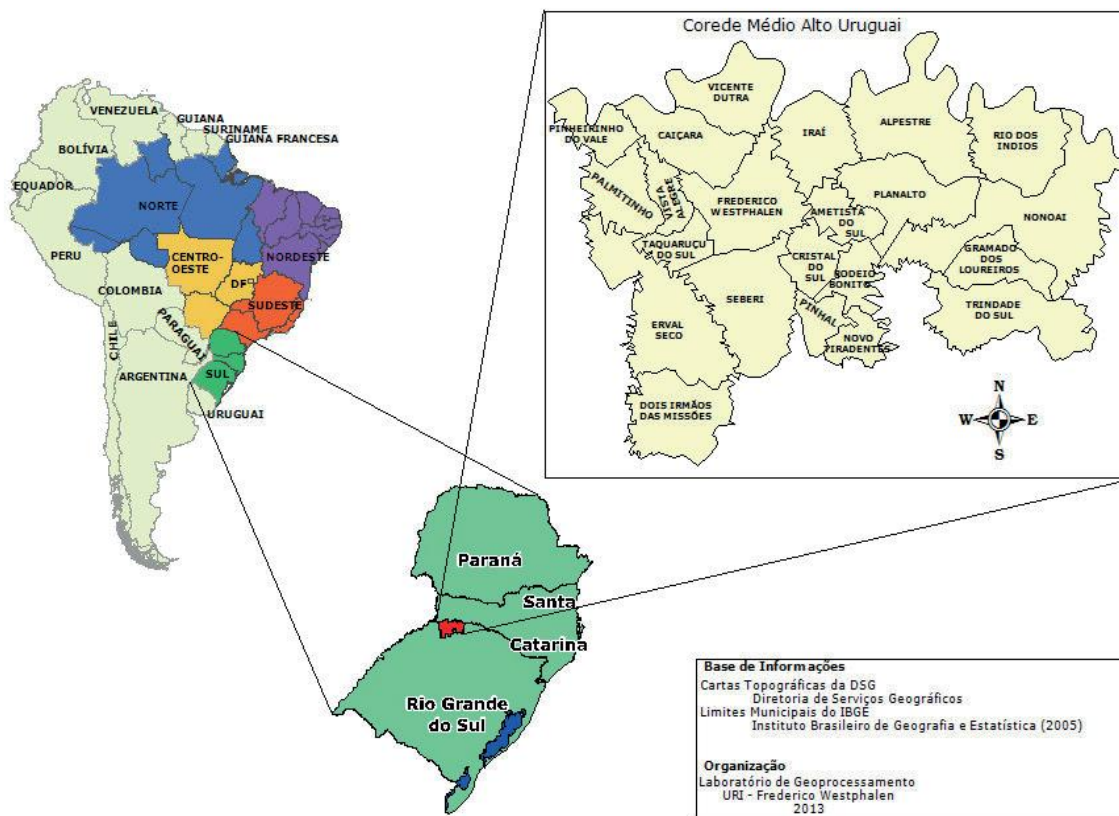 Corede Médio Alto Uruguai
VICENTE
DUTRA
PINHEIRINHO
DO VALE
CAIÇARA
IRAÍ
ALPESTRE
RIO DOS
INDIOS
PALMITINHO
VISTA
ALEGRE
FREDERICO
WESTPHALEN
PLANALTO
AMETISTA
DO SUL
NONOAI
TAQUARUÇU
DO SUL
CRISTAL
DO
SUL
RODEIO
BONITO
GRAMADO
DOS
LOUREIROS
SEBERI
PINHAL
TRINDADE
DO SUL
ERVAL
SECO
NOVO
TIRADENTES
DOIS IRMÃOS
DAS MISSÕES
N
W
E
S
VENEZUELA
GUIANA
SURINAME
GUIANA FRANCESA
BOLÍVIA
EQUADOR
NORTE
PERU
CENTRO-
OESTE
NORDESTE
DF
COLOMBIA
SUDESTE
PARAGUAI
CHILE
ARGENTINA
SUL
URUGUAI
Paraná
Santa
Catarina
Rio Grande
do Sul
Base de Informações
Cartas Topográficas da DSG
Diretoria de Serviços Geográficos
Limites Municipais do IBGE
Instituto Brasileiro de Geografia e Estatística (2005)
Organização
Laboratório de Geoprocessamento
URI - Frederico Westphalen
2013